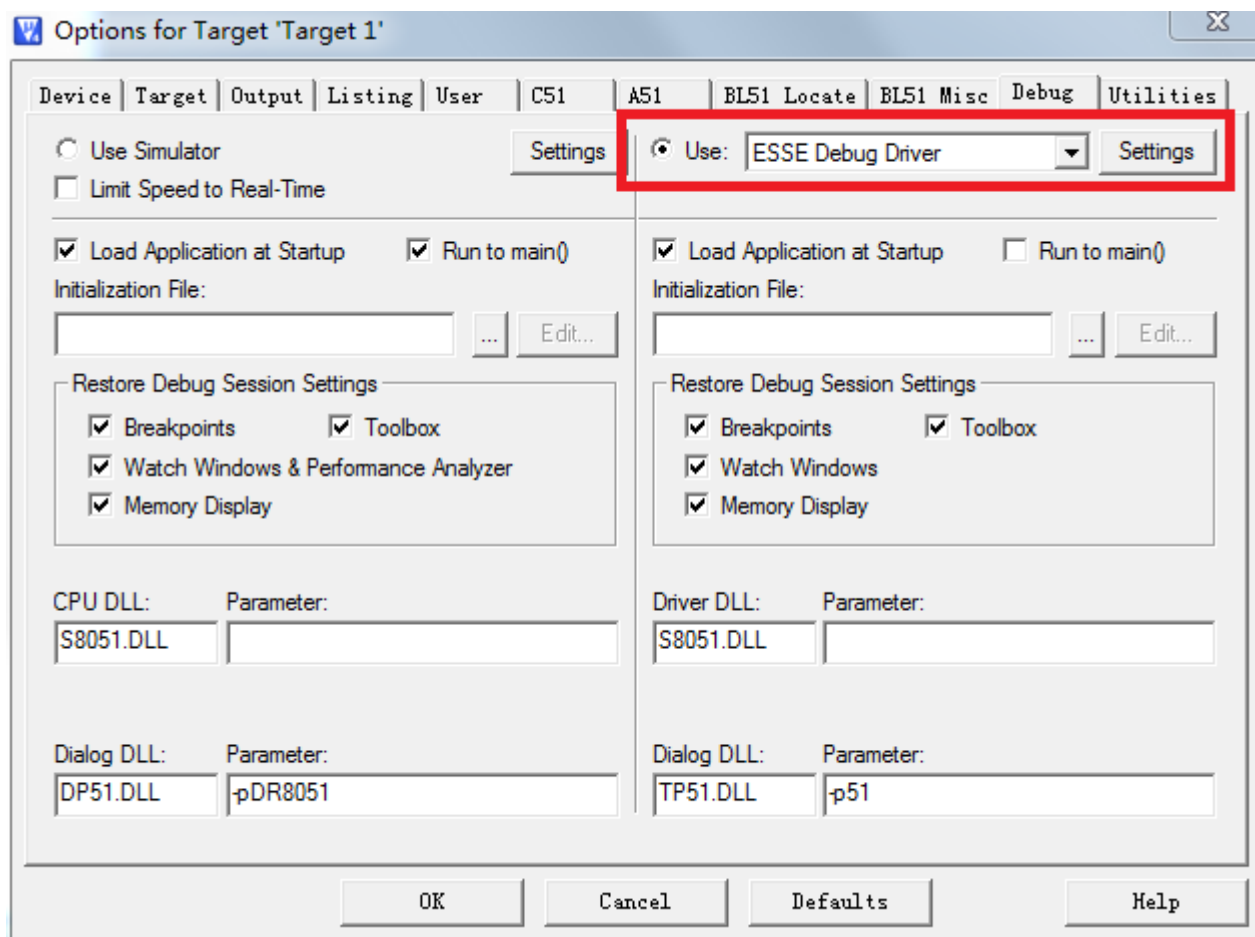 Options for Target 'Target 1'
Device Target Output Listing User C51 A51 BL51 Locate BL51 Misc Debug Utilities
Use Simulator Settings Use: ESSE Debug Driver Settings
Limit Speed to Real-Time
Load Application at Startup Run to main() Load Application at Startup Run to main()
Initialization File: Initialization File:
... Edit... ... Edit...
Restore Debug Session Settings Restore Debug Session Settings
Breakpoints Toolbox Breakpoints Toolbox
Watch Windows & Performance Analyzer Watch Windows
Memory Display Memory Display
CPU DLL: Parameter: Driver DLL: Parameter:
S8051.DLL S8051.DLL
Dialog DLL: Parameter: Dialog DLL: Parameter:
DP51.DLL -pDR8051 TP51.DLL -p51
OK Cancel Defaults Help